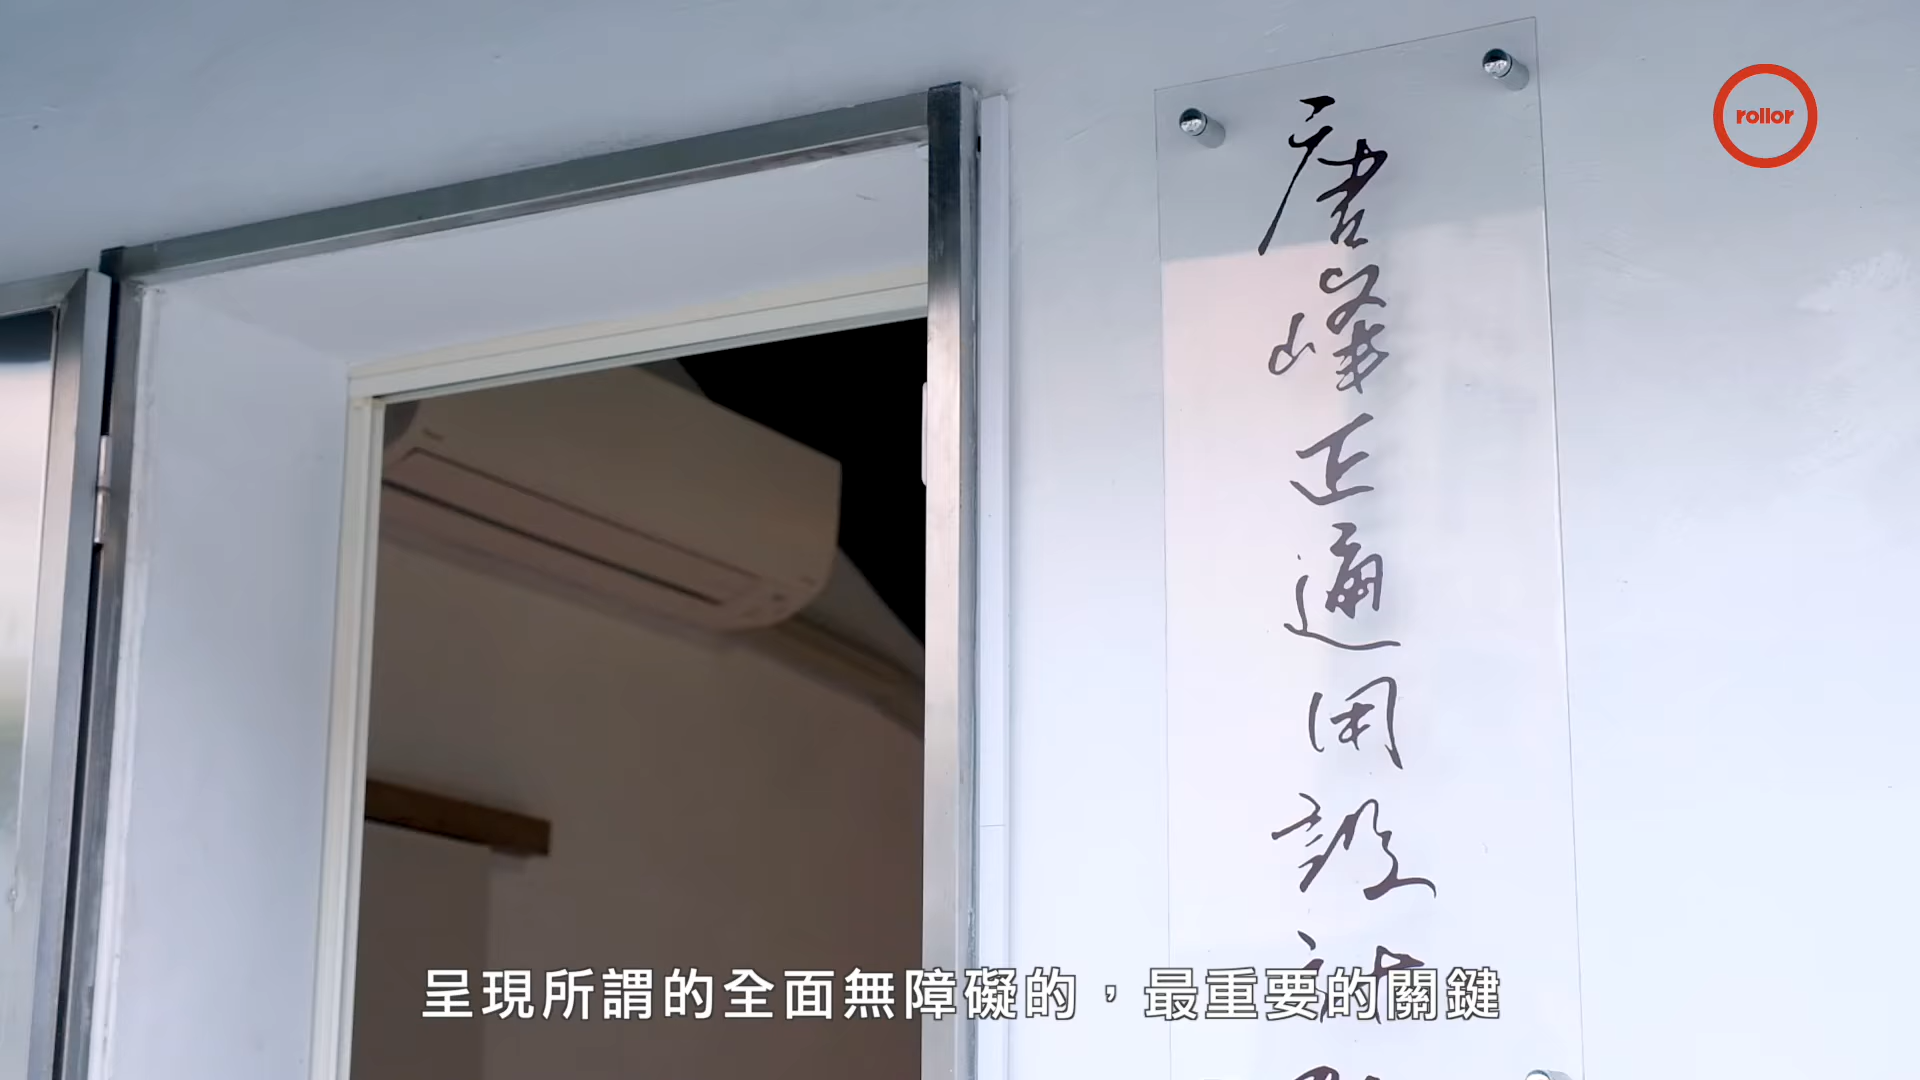 rollor
唐峰正通用設計
呈現所謂的全面無障礙的，最重要的關鍵